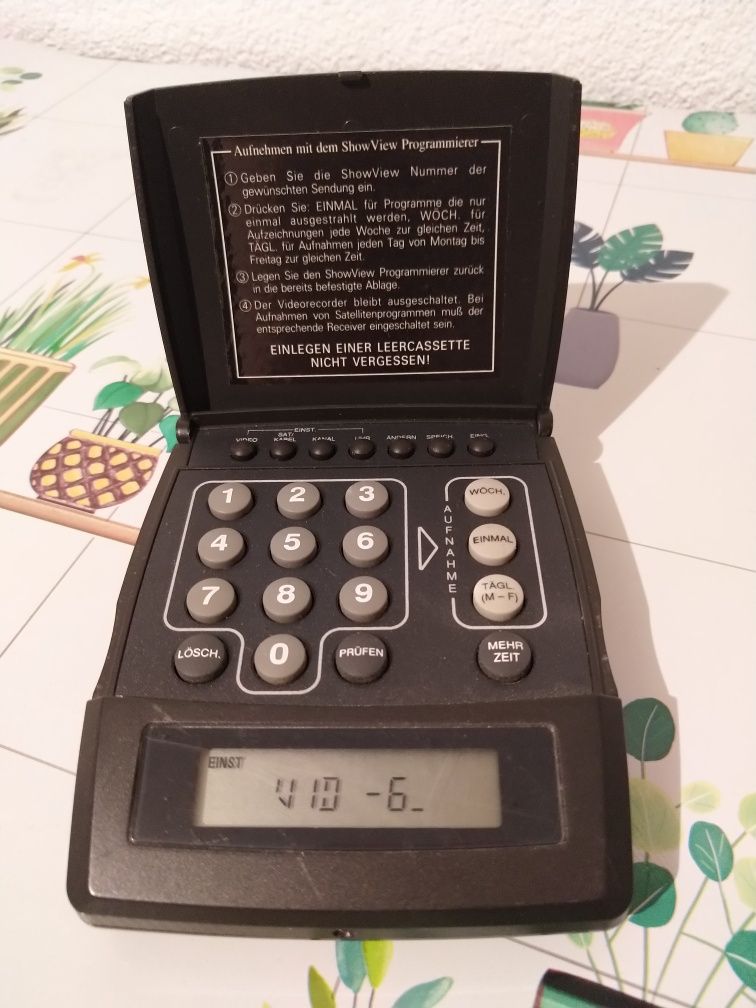 Aufnehmen mit dem ShowView Programmierer
① Geben Sie die ShowView Nummer der
gewünschten Sendung ein.
② Drücken Sie: EINMAL für Programme die nur
einmal ausgestrahlt werden, WÖCH. für
Aufzeichnungen jede Woche zur gleichen Zeit,
TÄGL. für Aufnahmen jeden Tag von Montag bis
Freitag zur gleichen Zeit.
③ Legen Sie den ShowView Programmierer zurück
in die bereits befestigte Ablage.
④ Der Videorecorder bleibt ausgeschaltet. Bei
Aufnahmen von Satellitenprogrammen muß der
entsprechende Receiver eingeschaltet sein.
EINLEGEN EINER LEERCASSETTE
NICHT VERGESSEN!
EINST.
VIDEO SAT/ KABEL KANAL UHR ÄNDERN SPEICH. EING.
1 2 3
WÖCH.
4 5 6
EINMAL
7 8 9
TÄGL.
(M – F)
AUFNAHME
LÖSCH. 0 PRÜFEN
MEHR
ZEIT
EINST
VID -6_